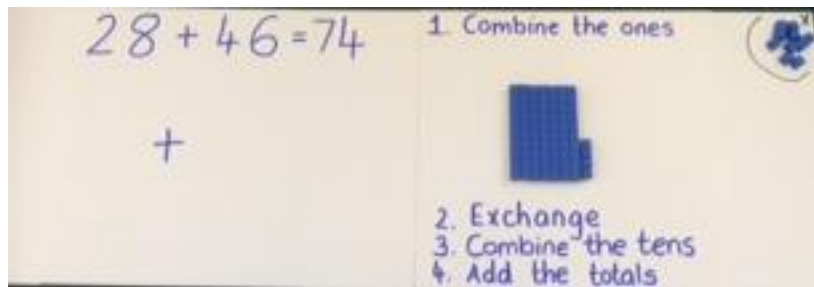 28 + 46 = 74
+
1. Combine the ones
2. Exchange
3. Combine the tens
4. Add the totals